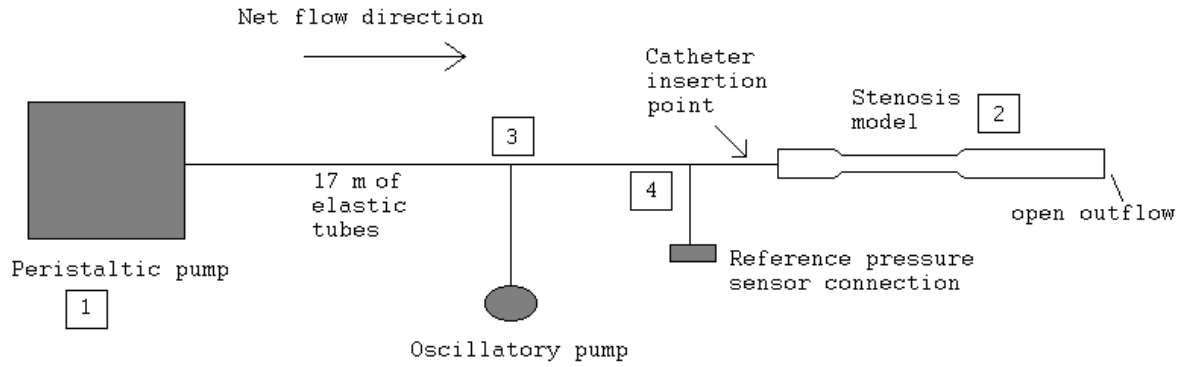 Net flow direction
Catheter
insertion
point
Stenosis
model
2
3
17 m of
elastic
tubes
4
open outflow
Peristaltic pump
1
Reference pressure
sensor connection
Oscillatory pump